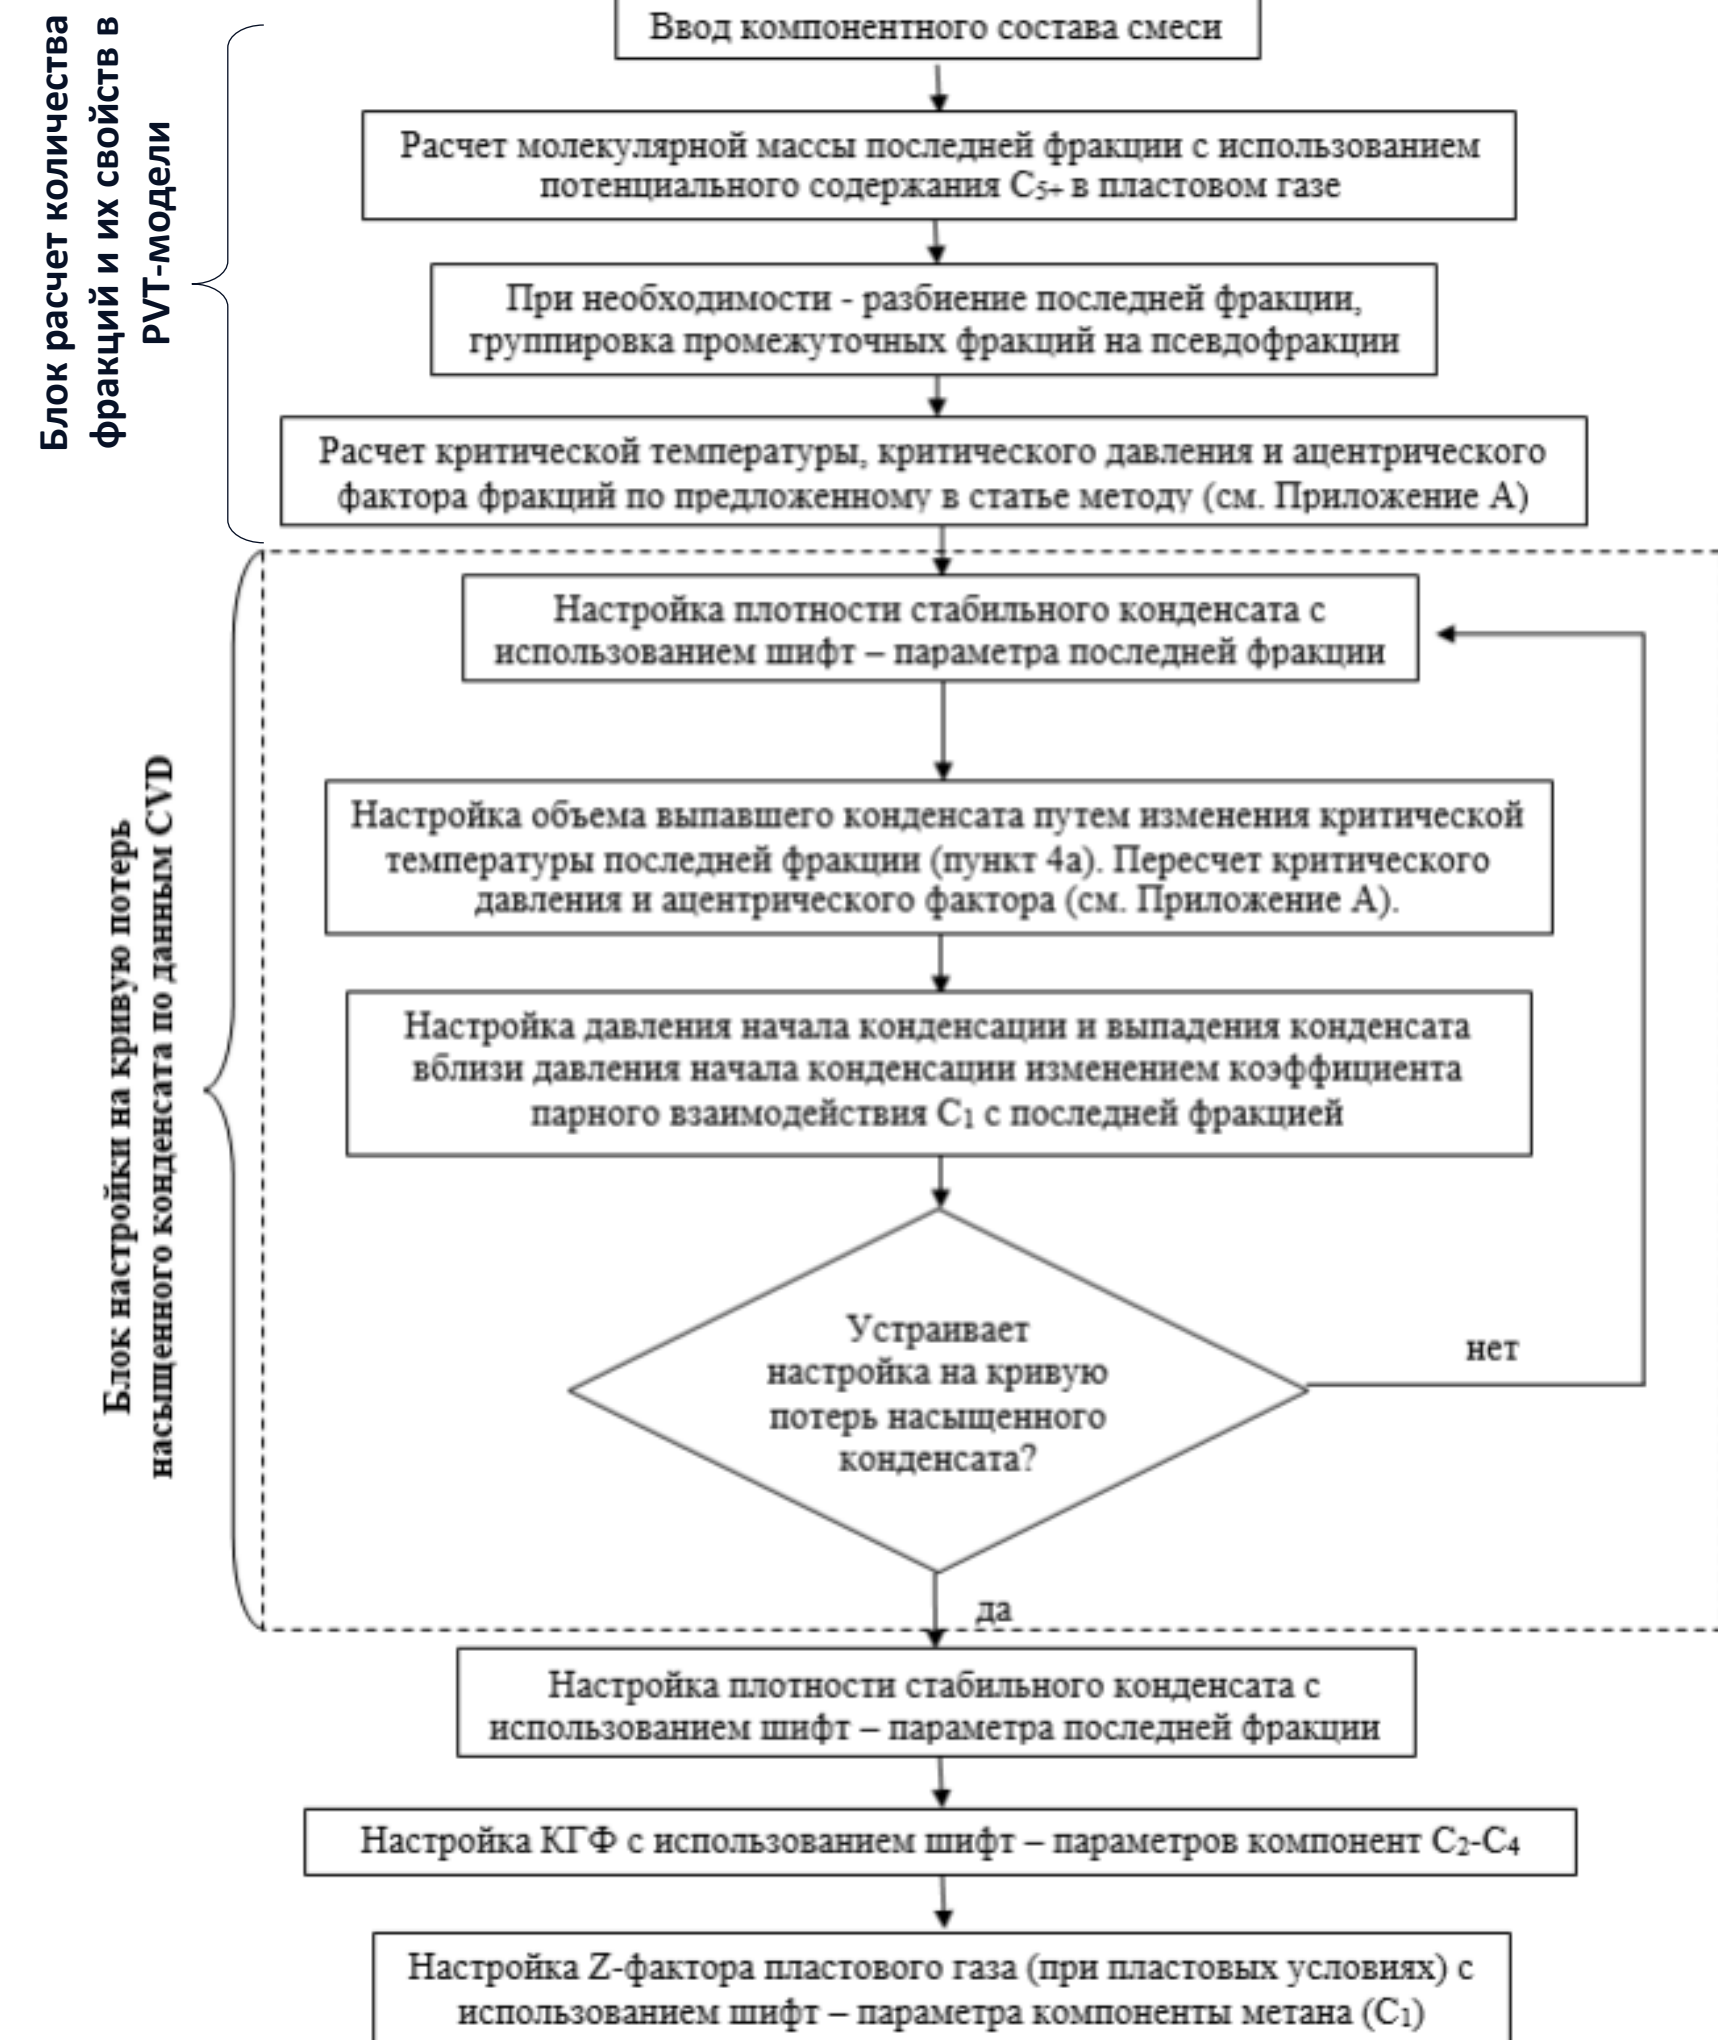 Блок расчет количества
фракций и их свойств в
PVT-модели
Ввод компонентного состава смеси
Расчет молекулярной массы последней фракции с использованием
потенциального содержания C₅₊ в пластовом газе
При необходимости - разбиение последней фракции,
группировка промежуточных фракций на псевдофракции
Расчет критической температуры, критического давления и ацентрического
фактора фракций по предложенному в статье методу (см. Приложение А)
Блок настройки на кривую потерь
насыщенного конденсата по данным CVD
Настройка плотности стабильного конденсата с
использованием шифт – параметра последней фракции
Настройка объема выпавшего конденсата путем изменения критической
температуры последней фракции (пункт 4а). Пересчет критического
давления и ацентрического фактора (см. Приложение А).
Настройка давления начала конденсации и выпадения конденсата
вблизи давления начала конденсации изменением коэффициента
парного взаимодействия C₁ с последней фракцией
Устраивает
настройка на кривую
потерь насыщенного
конденсата?
нет
да
Настройка плотности стабильного конденсата с
использованием шифт – параметра последней фракции
Настройка КГФ с использованием шифт – параметров компонент C₂-C₄
Настройка Z-фактора пластового газа (при пластовых условиях) с
использованием шифт – параметра компоненты метана (C₁)